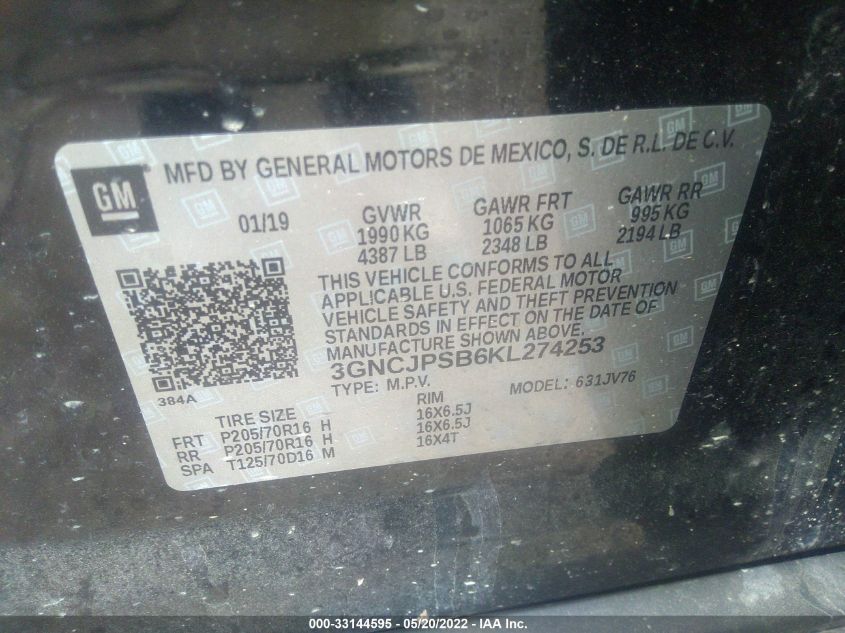 GM
MFD BY GENERAL MOTORS DE MEXICO, S. DE R.L. DE C.V.
01/19
GVWR
1990 KG
4387 LB
GAWR FRT
1065 KG
2348 LB
GAWR RR
995 KG
2194 LB
THIS VEHICLE CONFORMS TO ALL
APPLICABLE U.S. FEDERAL MOTOR
VEHICLE SAFETY AND THEFT PREVENTION
STANDARDS IN EFFECT ON THE DATE OF
MANUFACTURE SHOWN ABOVE.
3GNCJPSB6KL274253
384A
TYPE: M.P.V. MODEL: 631JV76
TIRE SIZE RIM
FRT P205/70R16 H 16X6.5J
RR P205/70R16 H 16X6.5J
SPA T125/70D16 M 16X4T
000-33144595 - 05/20/2022 - IAA Inc.